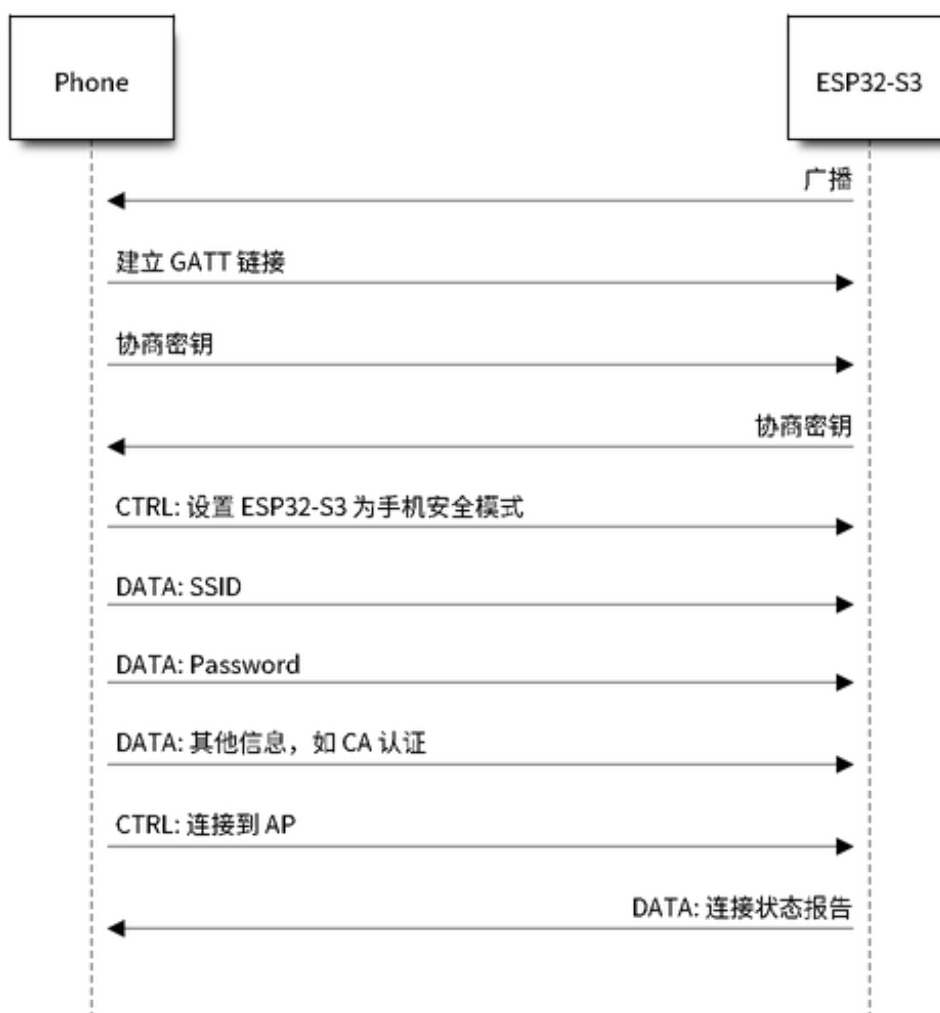 Phone
ESP32-S3
广播
建立 GATT 链接
协商密钥
协商密钥
CTRL: 设置 ESP32-S3 为手机安全模式
DATA: SSID
DATA: Password
DATA: 其他信息，如 CA 认证
CTRL: 连接到 AP
DATA: 连接状态报告